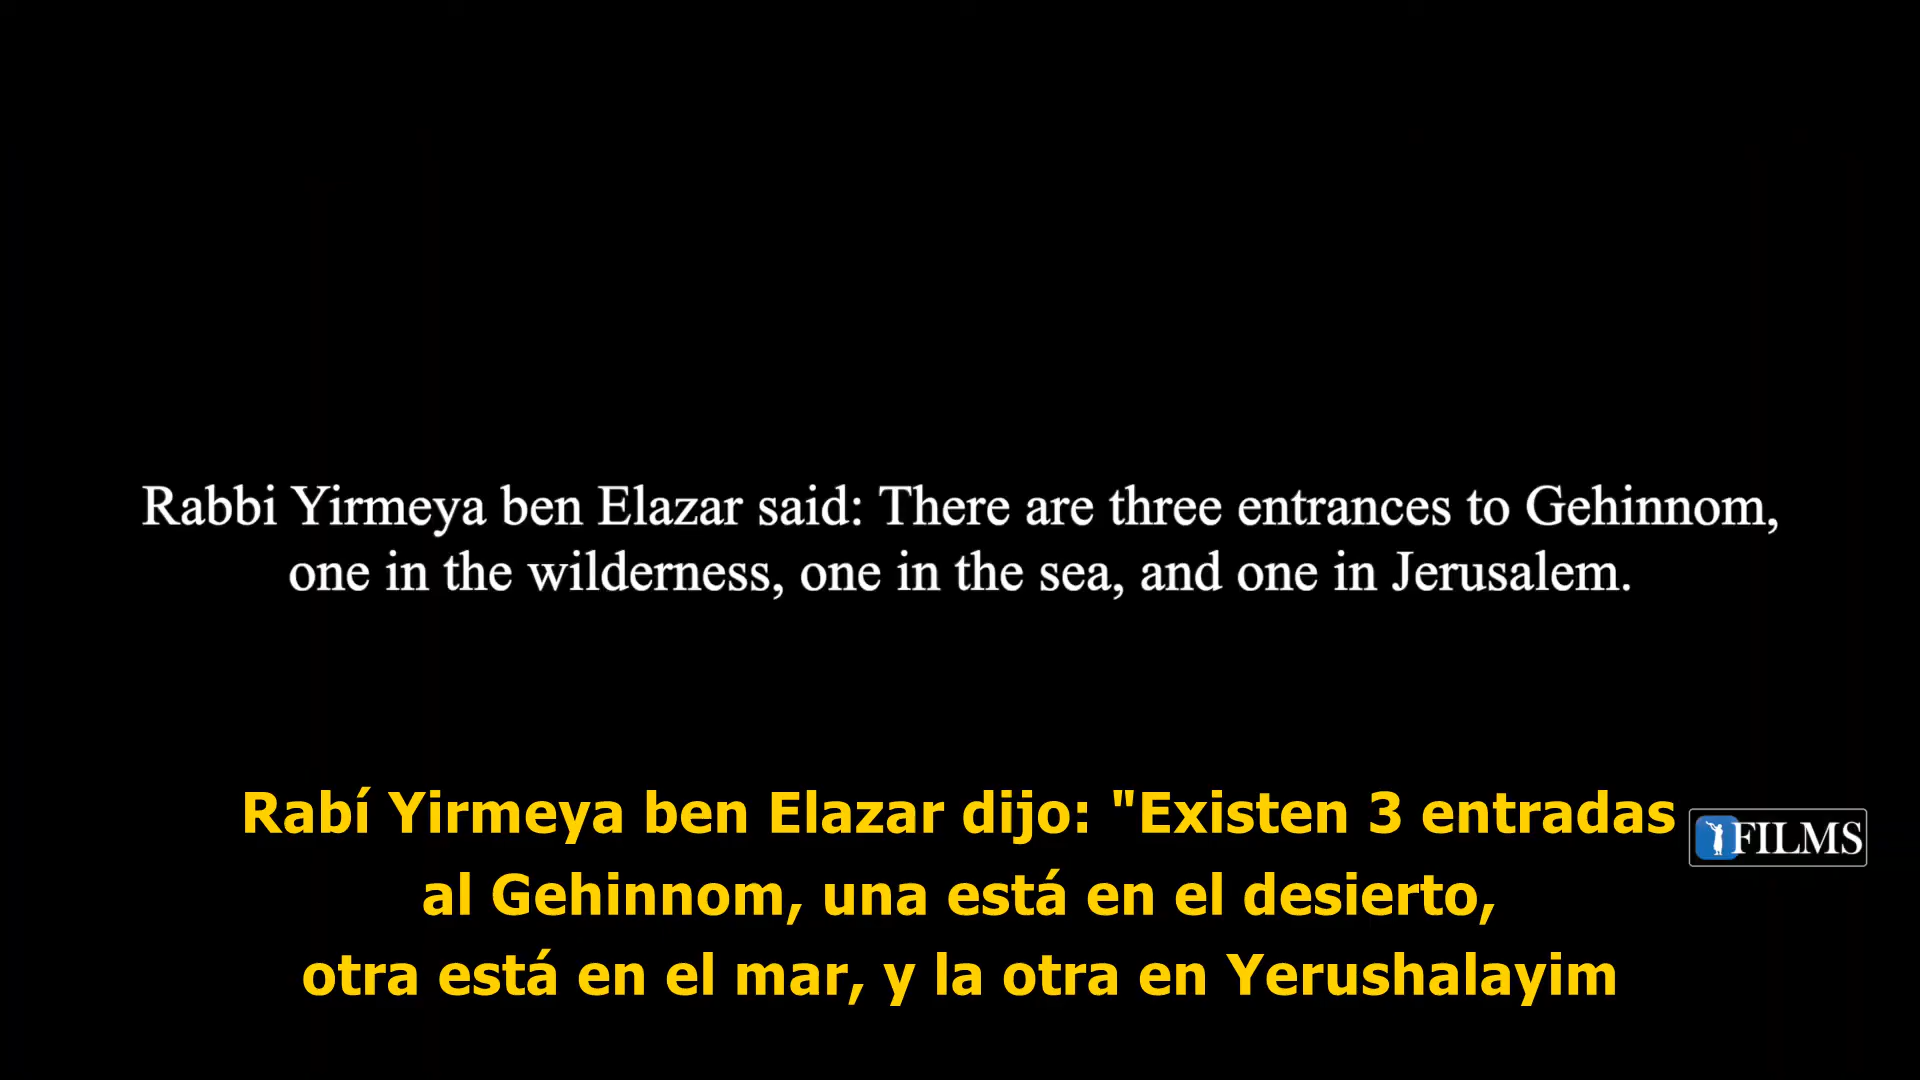 Rabbi Yirmeya ben Elazar said: There are three entrances to Gehinnom,
one in the wilderness, one in the sea, and one in Jerusalem.
Rabí Yirmeya ben Elazar dijo: "Existen 3 entradas
al Gehinnom, una está en el desierto,
otra está en el mar, y la otra en Yerushalayim
FILMS